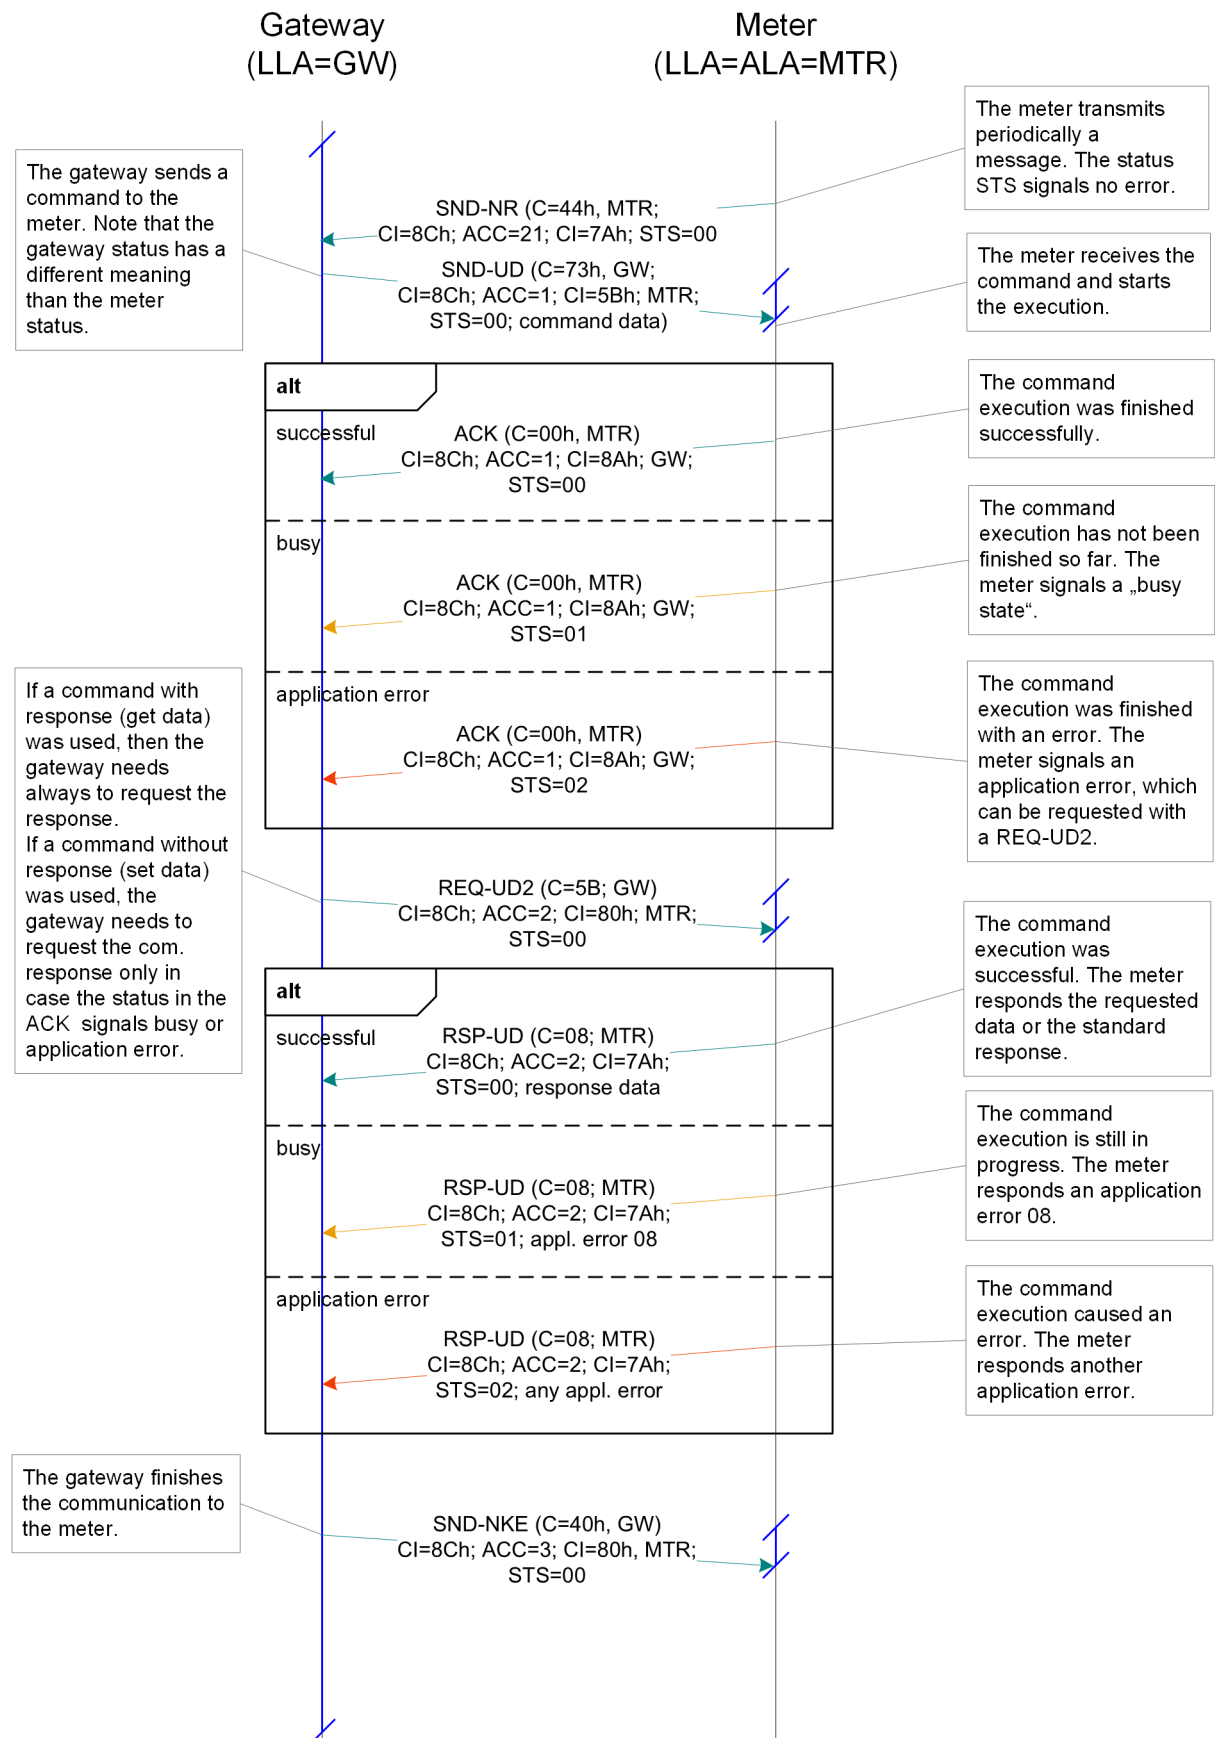 Gateway
(LLA=GW)
Meter
(LLA=ALA=MTR)
The meter transmits
periodically a
message. The status
STS signals no error.
The gateway sends a
command to the
meter. Note that the
gateway status has a
different meaning
than the meter
status.
SND-NR (C=44h, MTR;
CI=8Ch; ACC=21; CI=7Ah; STS=00
SND-UD (C=73h, GW;
CI=8Ch; ACC=1; CI=5Bh; MTR;
STS=00; command data)
The meter receives the
command and starts
the execution.
alt
successful
ACK (C=00h, MTR)
CI=8Ch; ACC=1; CI=8Ah; GW;
STS=00
The command
execution was finished
successfully.
busy
ACK (C=00h, MTR)
CI=8Ch; ACC=1; CI=8Ah; GW;
STS=01
The command
execution has not been
finished so far. The
meter signals a „busy
state“.
application error
ACK (C=00h, MTR)
CI=8Ch; ACC=1; CI=8Ah; GW;
STS=02
The command
execution was finished
with an error. The
meter signals an
application error, which
can be requested with
a REQ-UD2.
If a command with
response (get data)
was used, then the
gateway needs
always to request the
response.
If a command without
response (set data)
was used, the
gateway needs to
request the com.
response only in
case the status in the
ACK signals busy or
application error.
REQ-UD2 (C=5B; GW)
CI=8Ch; ACC=2; CI=80h; MTR;
STS=00
alt
successful
RSP-UD (C=08; MTR)
CI=8Ch; ACC=2; CI=7Ah;
STS=00; response data
The command
execution was
successful. The meter
responds the requested
data or the standard
response.
busy
RSP-UD (C=08; MTR)
CI=8Ch; ACC=2; CI=7Ah;
STS=01; appl. error 08
The command
execution is still in
progress. The meter
responds an application
error 08.
application error
RSP-UD (C=08; MTR)
CI=8Ch; ACC=2; CI=7Ah;
STS=02; any appl. error
The command
execution caused an
error. The meter
responds another
application error.
The gateway finishes
the communication to
the meter.
SND-NKE (C=40h, GW)
CI=8Ch; ACC=3; CI=80h, MTR;
STS=00